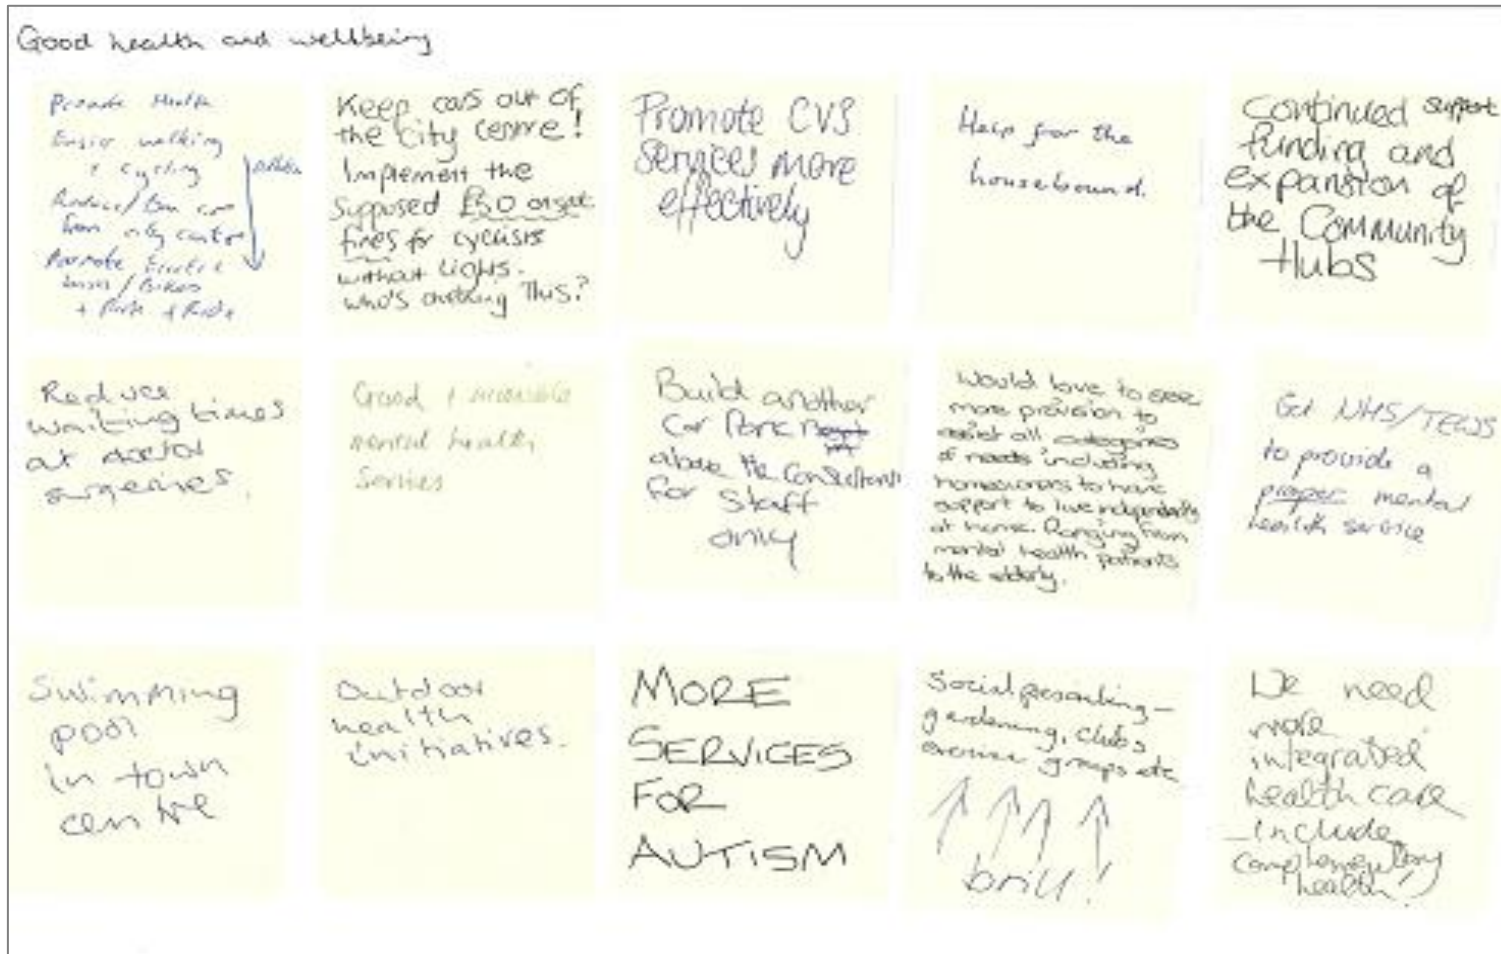 Good health and wellbeing
Promote Health
Easier walking
+ cycling
Reduce/Ban car
from city centre
Promote Electric
buses/Bikes
+ Park + Ride
Keep cars out of
the city centre!
Implement the
supposed £50 onspot
fines for cyclists
without lights.
who's checking This?
Promote CVS
Services more
effectively
Help for the
housebound.
Continued support
funding and
expansion of
the Community
Hubs
Reduce
waiting times
at doctor
surgeries.
Good + accessible
mental health
Services
Build another
Car Park
above the Consultants
For Staff
only
Would love to see
more provision to
assist all categories
of needs including
homeowners to have
support to live independently
at home. Ranging from
mental health patients
to the elderly.
Get NHS/TEWS
to provide a
proper mental
health service
Swimming
pool
in town
centre
Outdoor
health
initiatives.
MORE
SERVICES
FOR
AUTISM
Social prescribing –
gardening, clubs
exercise groups etc
brill!
We need
more
integrated
health care
– include
complementary
health!)